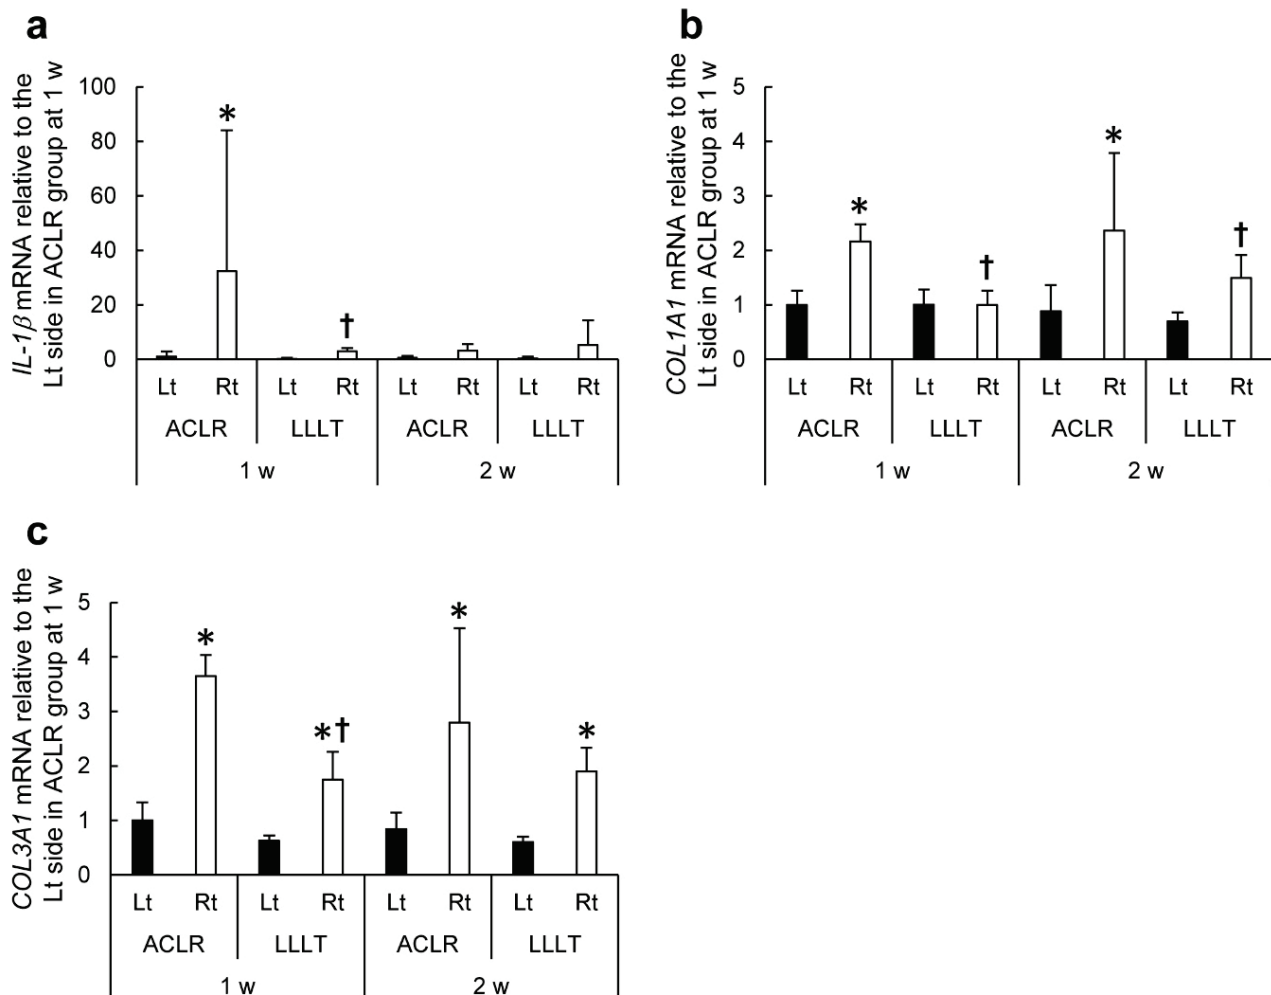 a
IL-1β mRNA relative to the
Lt side in ACLR group at 1 w
100
80
60
40
20
0
*
†
Lt Rt Lt Rt Lt Rt Lt Rt
ACLR LLLT ACLR LLLT
1 w 2 w
b
COL1A1 mRNA relative to the
Lt side in ACLR group at 1 w
5
4
3
2
1
0
*
†
*
†
Lt Rt Lt Rt Lt Rt Lt Rt
ACLR LLLT ACLR LLLT
1 w 2 w
c
COL3A1 mRNA relative to the
Lt side in ACLR group at 1 w
5
4
3
2
1
0
*
*†
*
*
Lt Rt Lt Rt Lt Rt Lt Rt
ACLR LLLT ACLR LLLT
1 w 2 w